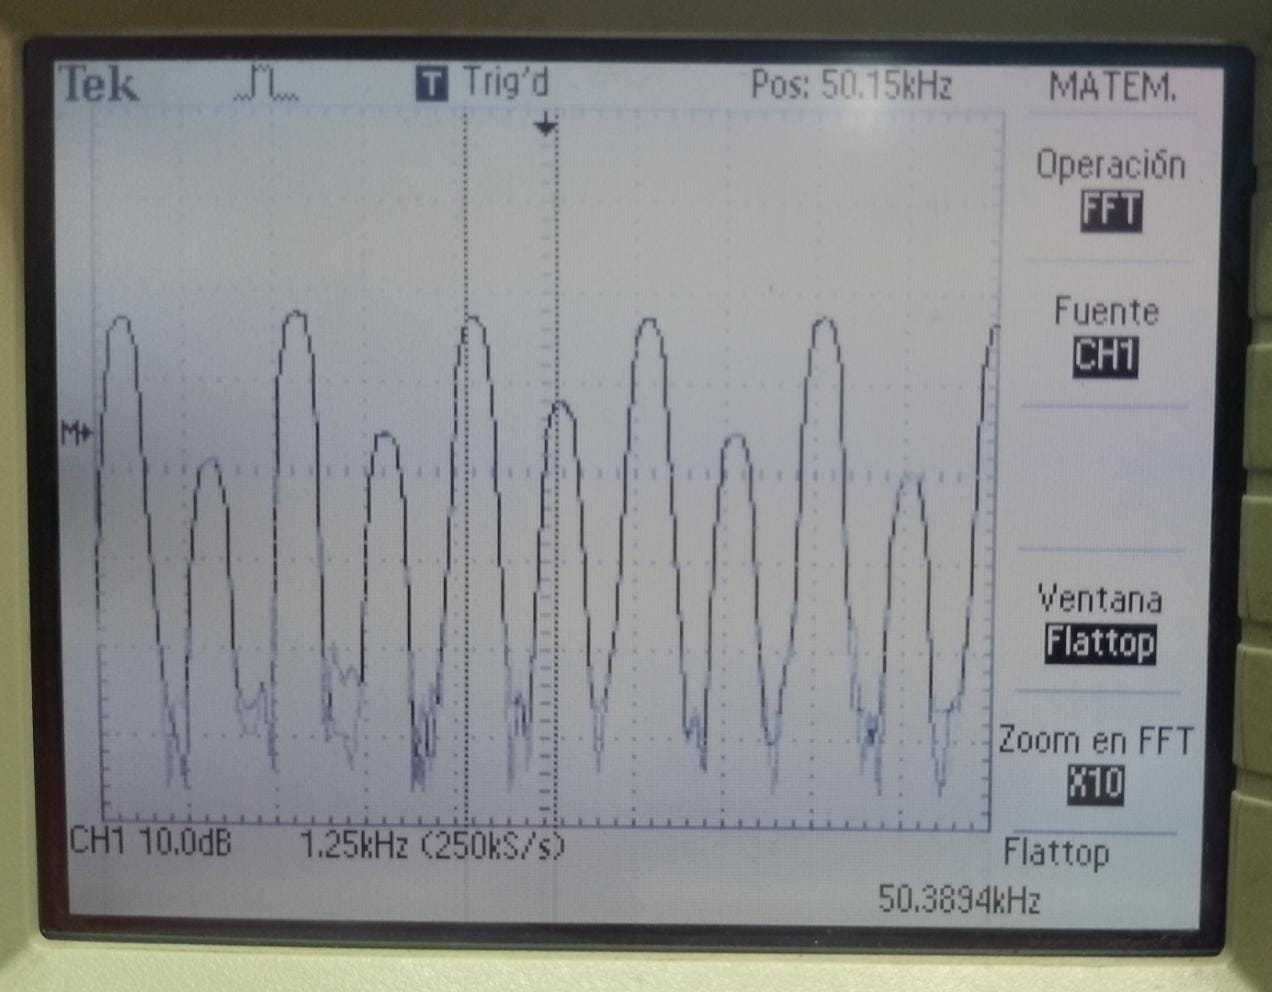 Tek
T Trig'd
Pos: 50.15kHz
MATEM.
Operación
FFT
Fuente
CH1
M
Ventana
Flattop
Zoom en FFT
X10
CH1 10.0dB
1.25kHz (250kS/s)
Flattop
50.3894kHz